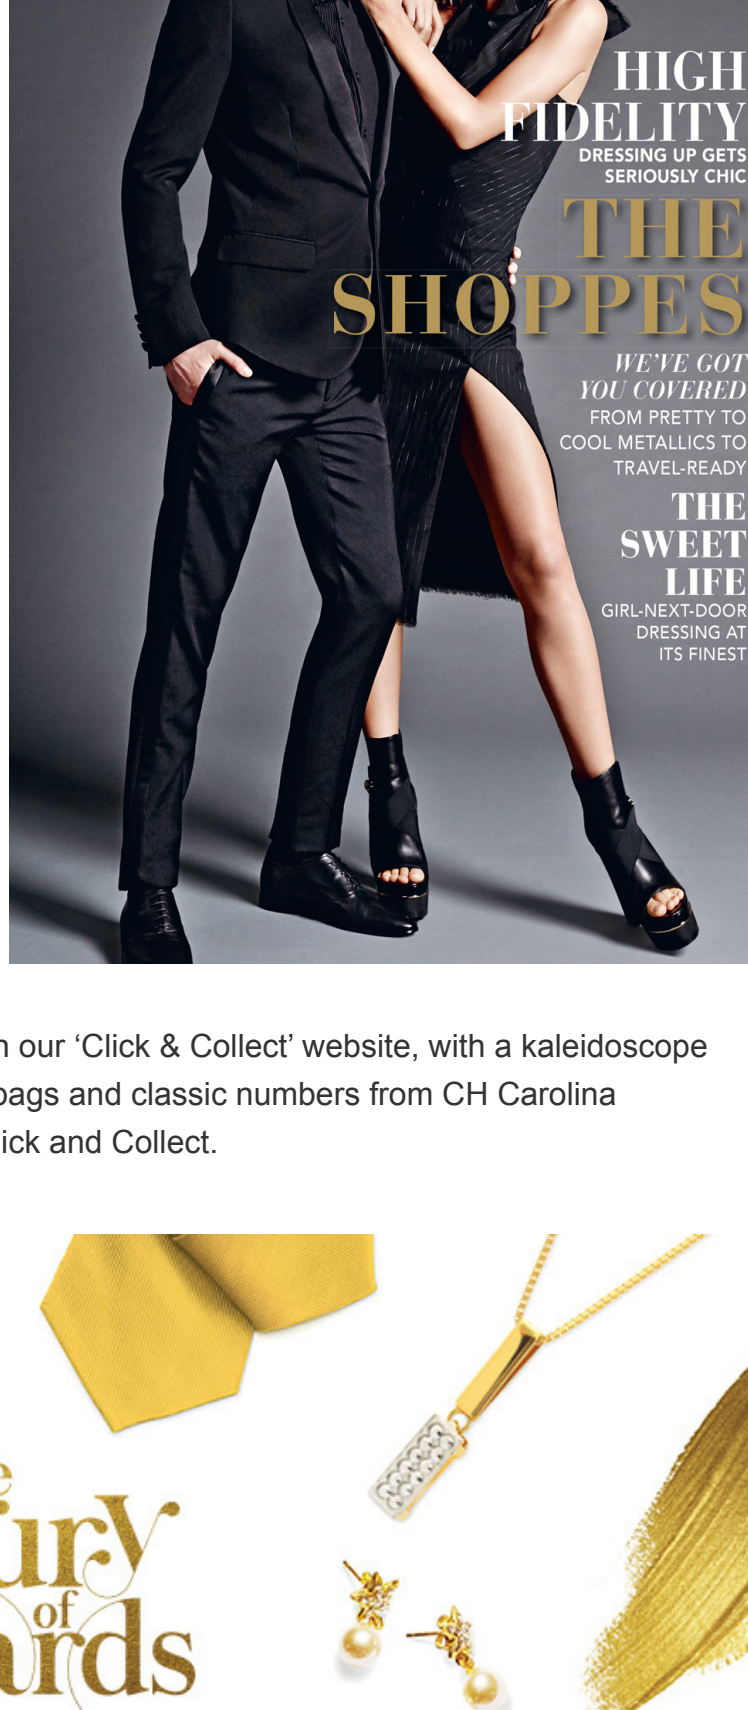 HIGH
FIDELITY
DRESSING UP GETS
SERIOUSLY CHIC
THE
SHOPPES
WE'VE GOT
YOU COVERED
FROM PRETTY TO
COOL METALLICS TO
TRAVEL-READY
THE
SWEET
LIFE
GIRL-NEXT-DOOR
DRESSING AT
ITS FINEST
our ‘Click & Collect’ website, with a kaleidoscope
bags and classic numbers from CH Carolina
ick and Collect.
e
ury
of
ards